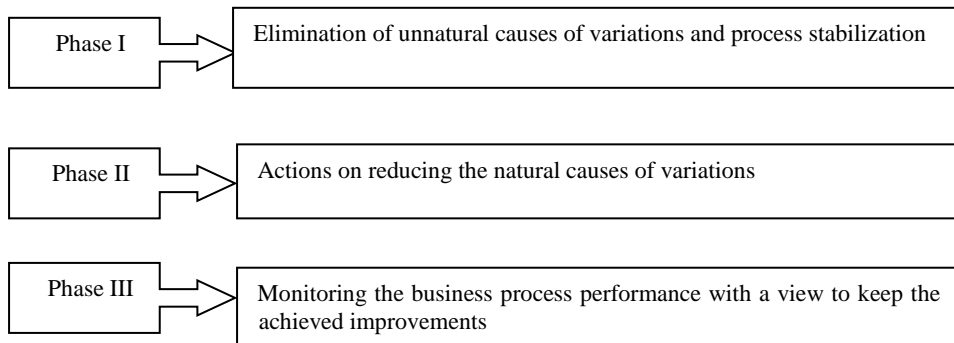 Phase I
Elimination of unnatural causes of variations and process stabilization
Phase II
Actions on reducing the natural causes of variations
Phase III
Monitoring the business process performance with a view to keep the
achieved improvements